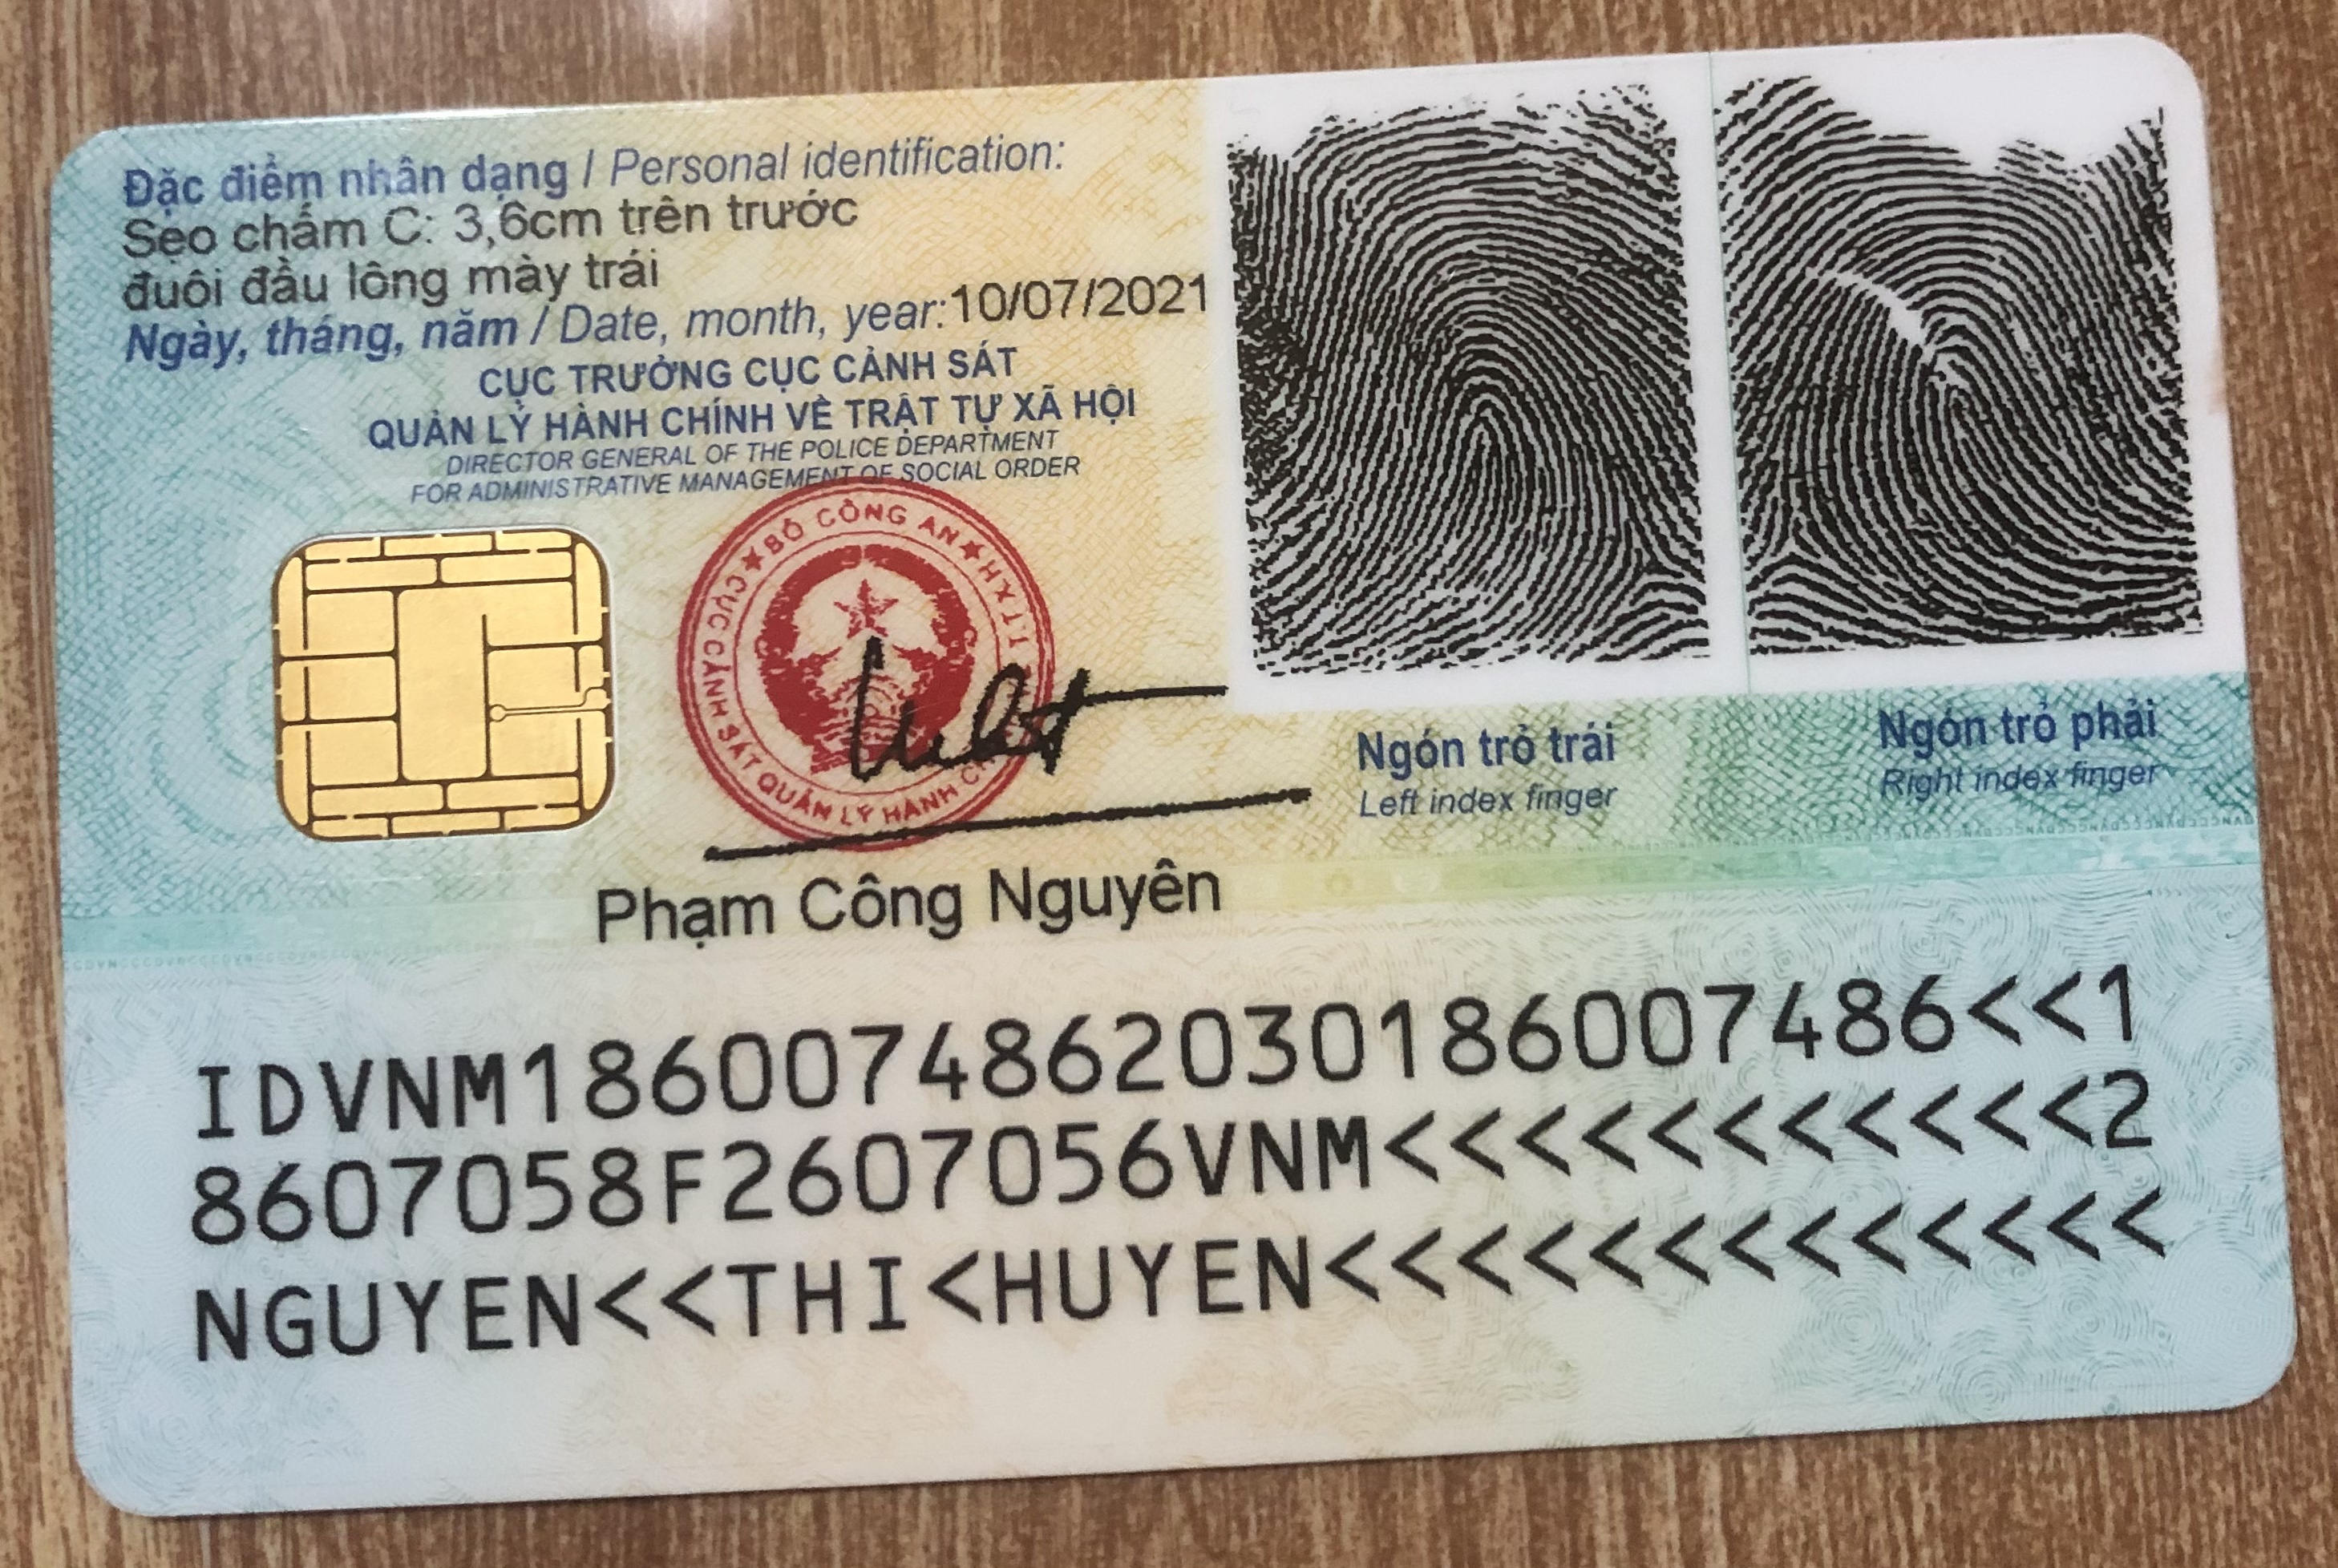 Đặc điểm nhân dạng / Personal identification:
Sẹo chấm C: 3,6cm trên trước
đuôi đầu lông mày trái
Ngày, tháng, năm / Date, month, year: 10/07/2021
CỤC TRƯỞNG CỤC CẢNH SÁT
QUẢN LÝ HÀNH CHÍNH VỀ TRẬT TỰ XÃ HỘI
DIRECTOR GENERAL OF THE POLICE DEPARTMENT
FOR ADMINISTRATIVE MANAGEMENT OF SOCIAL ORDER
BỘ CÔNG AN
CỤC CẢNH SÁT QUẢN LÝ HÀNH
Ngón trỏ trái
Left index finger
Ngón trỏ phải
Right index finger
Phạm Công Nguyên
IDVNM1860074862030186007486<<1
8607058F2607056VNM<<<<<<<<<<<2
NGUYEN<<THI<HUYEN<<<<<<<<<<<<<